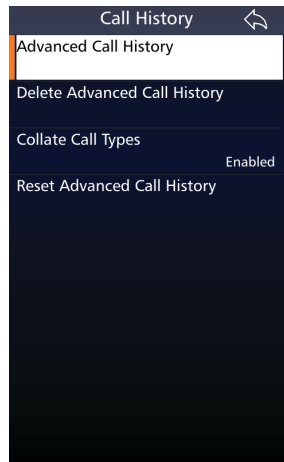 Call History
Advanced Call History
Delete Advanced Call History
Collate Call Types
Enabled
Reset Advanced Call History